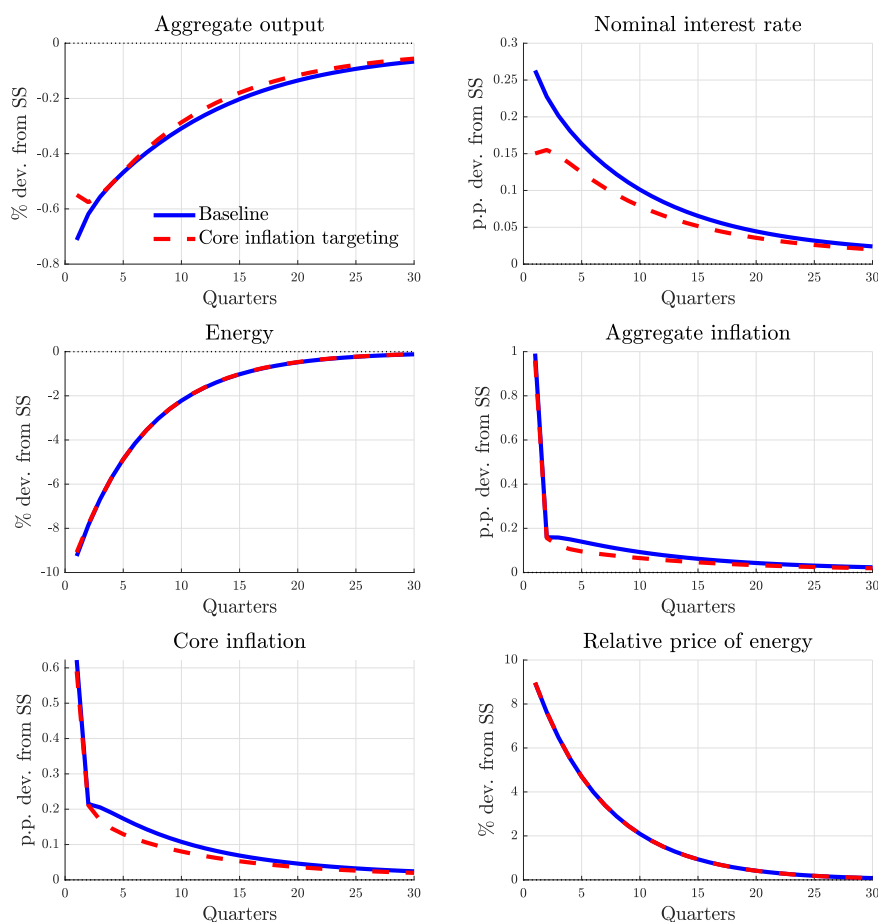 Aggregate output
% dev. from SS
0
-0.2
-0.4
-0.6
-0.8
Baseline
Core inflation targeting
0 5 10 15 20 25 30
Quarters
Nominal interest rate
p.p. dev. from SS
0.3
0.25
0.2
0.15
0.1
0.05
0
0 5 10 15 20 25 30
Quarters
Energy
% dev. from SS
0
-2
-4
-6
-8
-10
0 5 10 15 20 25 30
Quarters
Aggregate inflation
p.p. dev. from SS
1
0.8
0.6
0.4
0.2
0
0 5 10 15 20 25 30
Quarters
Core inflation
p.p. dev. from SS
0.6
0.5
0.4
0.3
0.2
0.1
0
0 5 10 15 20 25 30
Quarters
Relative price of energy
% dev. from SS
10
8
6
4
2
0
0 5 10 15 20 25 30
Quarters